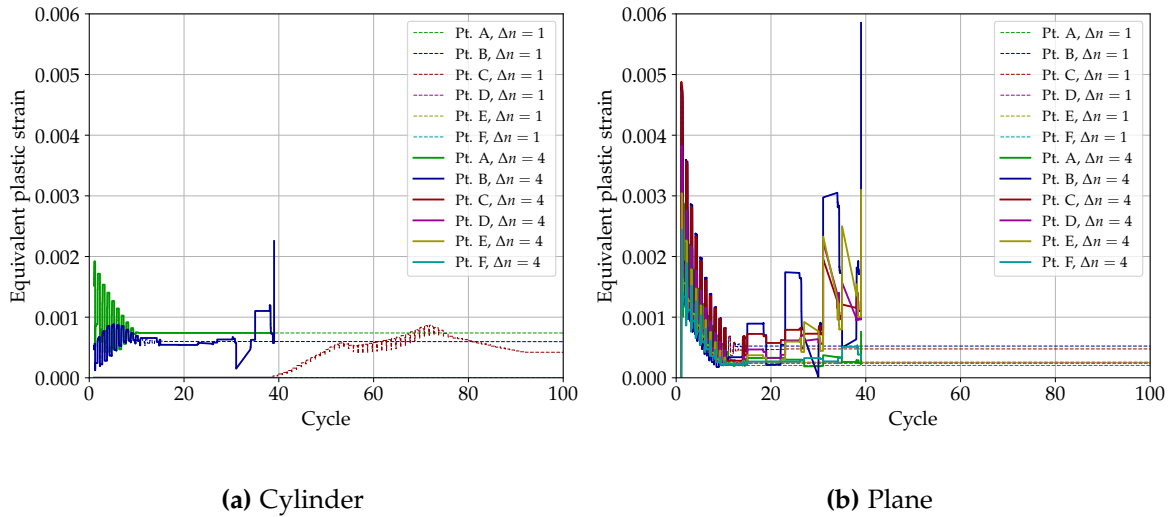 0.006
0.005
0.004
0.003
0.002
0.001
0.000
Equivalent plastic strain
0 20 40 60 80 100
Cycle
Pt. A, Δn = 1
Pt. B, Δn = 1
Pt. C, Δn = 1
Pt. D, Δn = 1
Pt. E, Δn = 1
Pt. F, Δn = 1
Pt. A, Δn = 4
Pt. B, Δn = 4
Pt. C, Δn = 4
Pt. D, Δn = 4
Pt. E, Δn = 4
Pt. F, Δn = 4
(a) Cylinder
0.006
0.005
0.004
0.003
0.002
0.001
0.000
Equivalent plastic strain
0 20 40 60 80 100
Cycle
Pt. A, Δn = 1
Pt. B, Δn = 1
Pt. C, Δn = 1
Pt. D, Δn = 1
Pt. E, Δn = 1
Pt. F, Δn = 1
Pt. A, Δn = 4
Pt. B, Δn = 4
Pt. C, Δn = 4
Pt. D, Δn = 4
Pt. E, Δn = 4
Pt. F, Δn = 4
(b) Plane